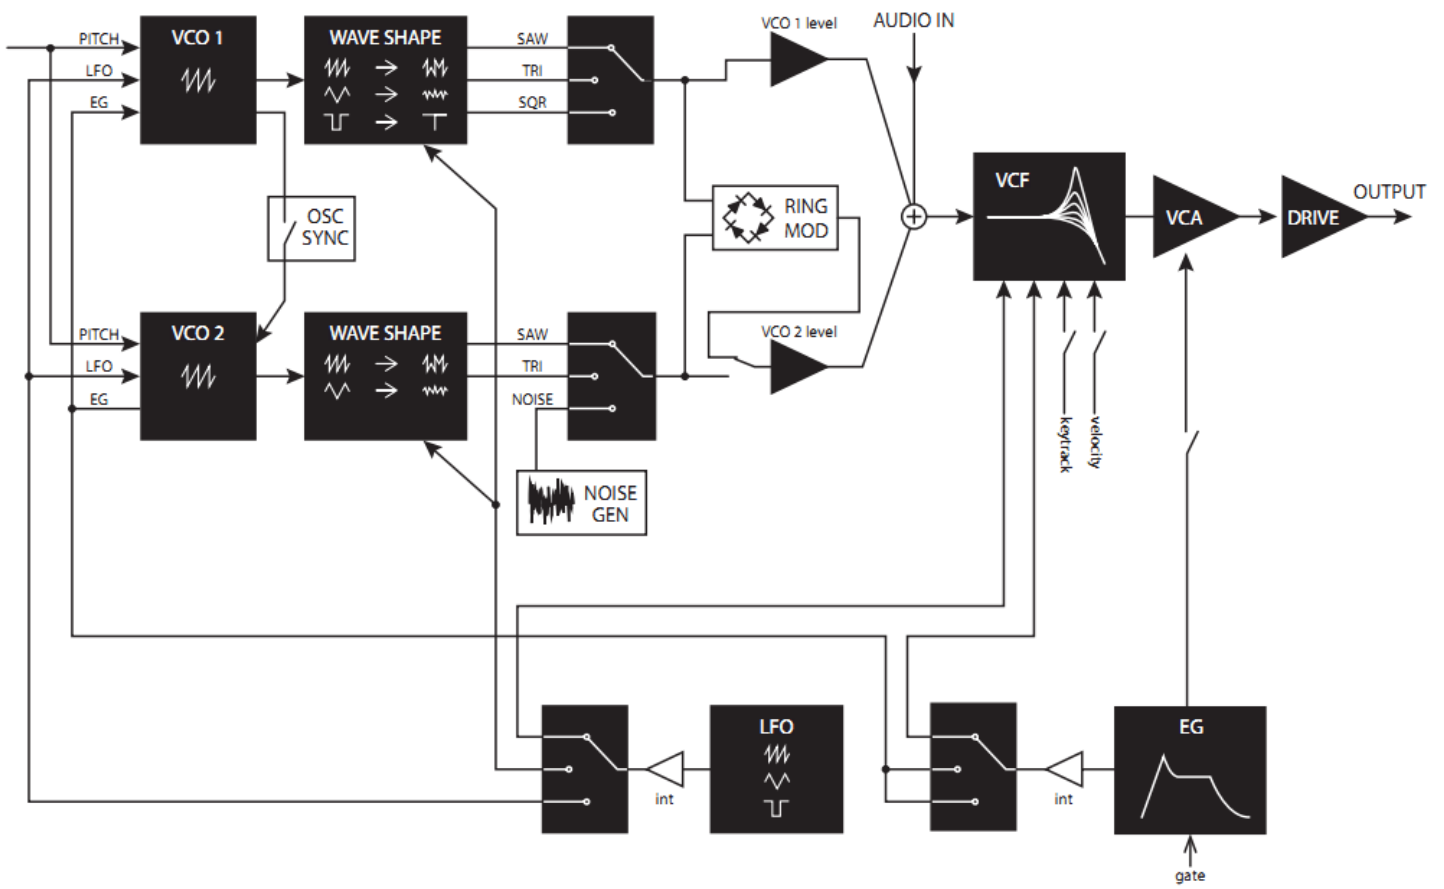 VCO 1 level
AUDIO IN
PITCH
VCO 1
WAVE SHAPE
SAW
LFO
TRI
EG
SQR
VCF
OUTPUT
OSC
SYNC
RING
MOD
VCA
DRIVE
PITCH
VCO 2
WAVE SHAPE
SAW
VCO 2 level
LFO
TRI
EG
NOISE
keytrack
velocity
NOISE
GEN
LFO
EG
int
int
gate